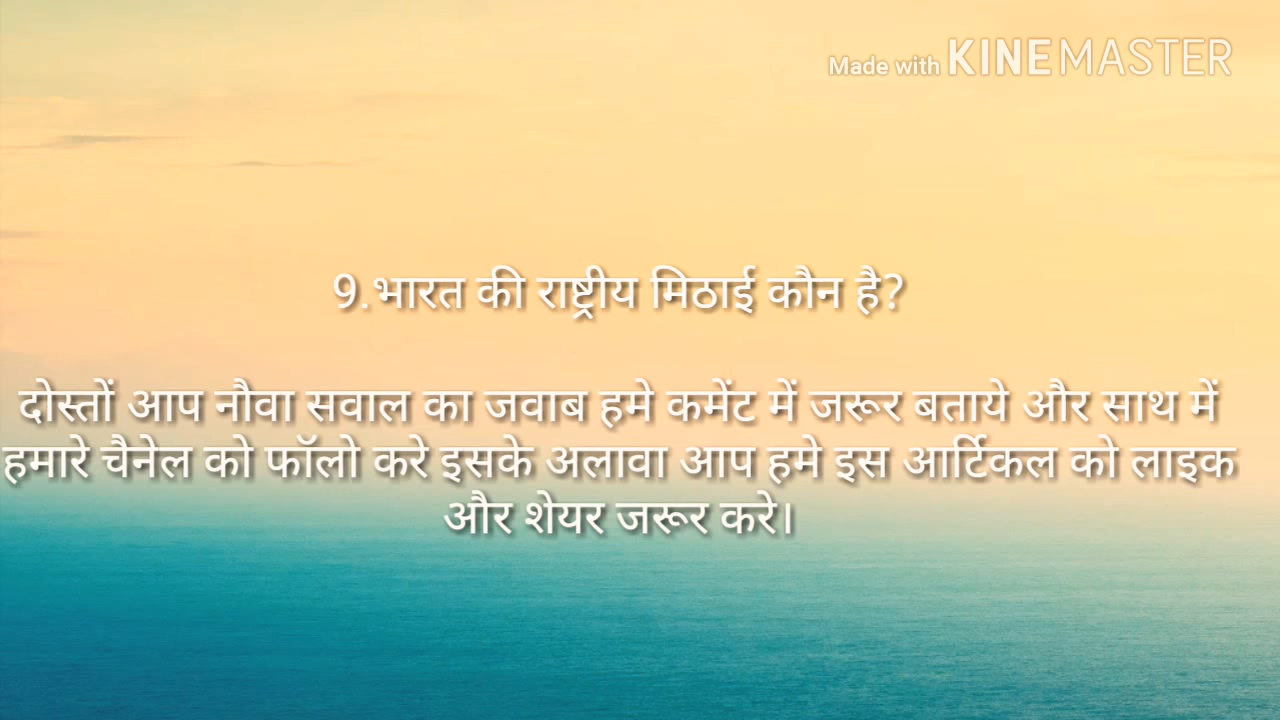 Made with KINEMASTER
9.भारत की राष्ट्रीय मिठाई कौन है?
दोस्तों आप नौवा सवाल का जवाब हमे कमेंट में जरूर बताये और साथ में
हमारे चैनेल को फॉलो करे इसके अलावा आप हमे इस आर्टिकल को लाइक
और शेयर जरूर करे।